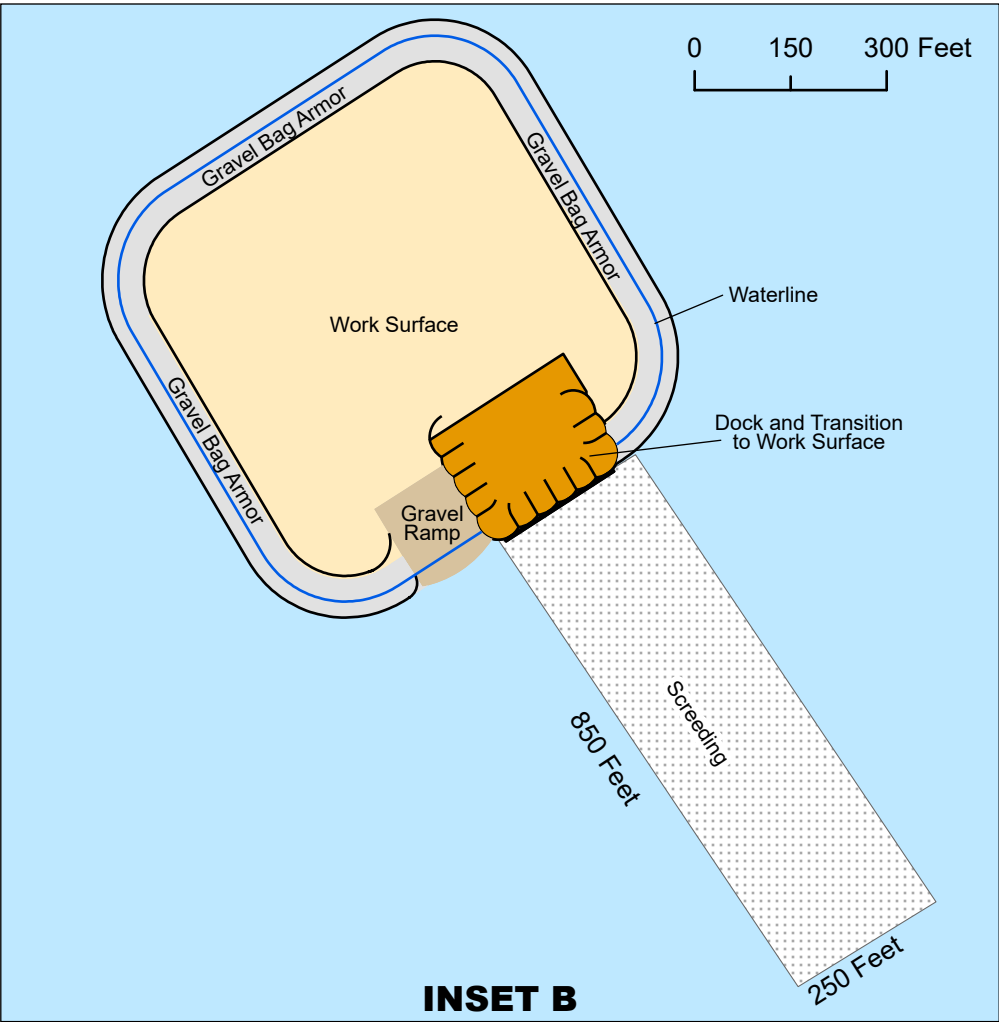 0 150 300 Feet
Gravel Bag Armor
Gravel Bag Armor
Waterline
Work Surface
Gravel Bag Armor
Dock and Transition
to Work Surface
Gravel
Ramp
Screeding
850 Feet
250 Feet
INSET B